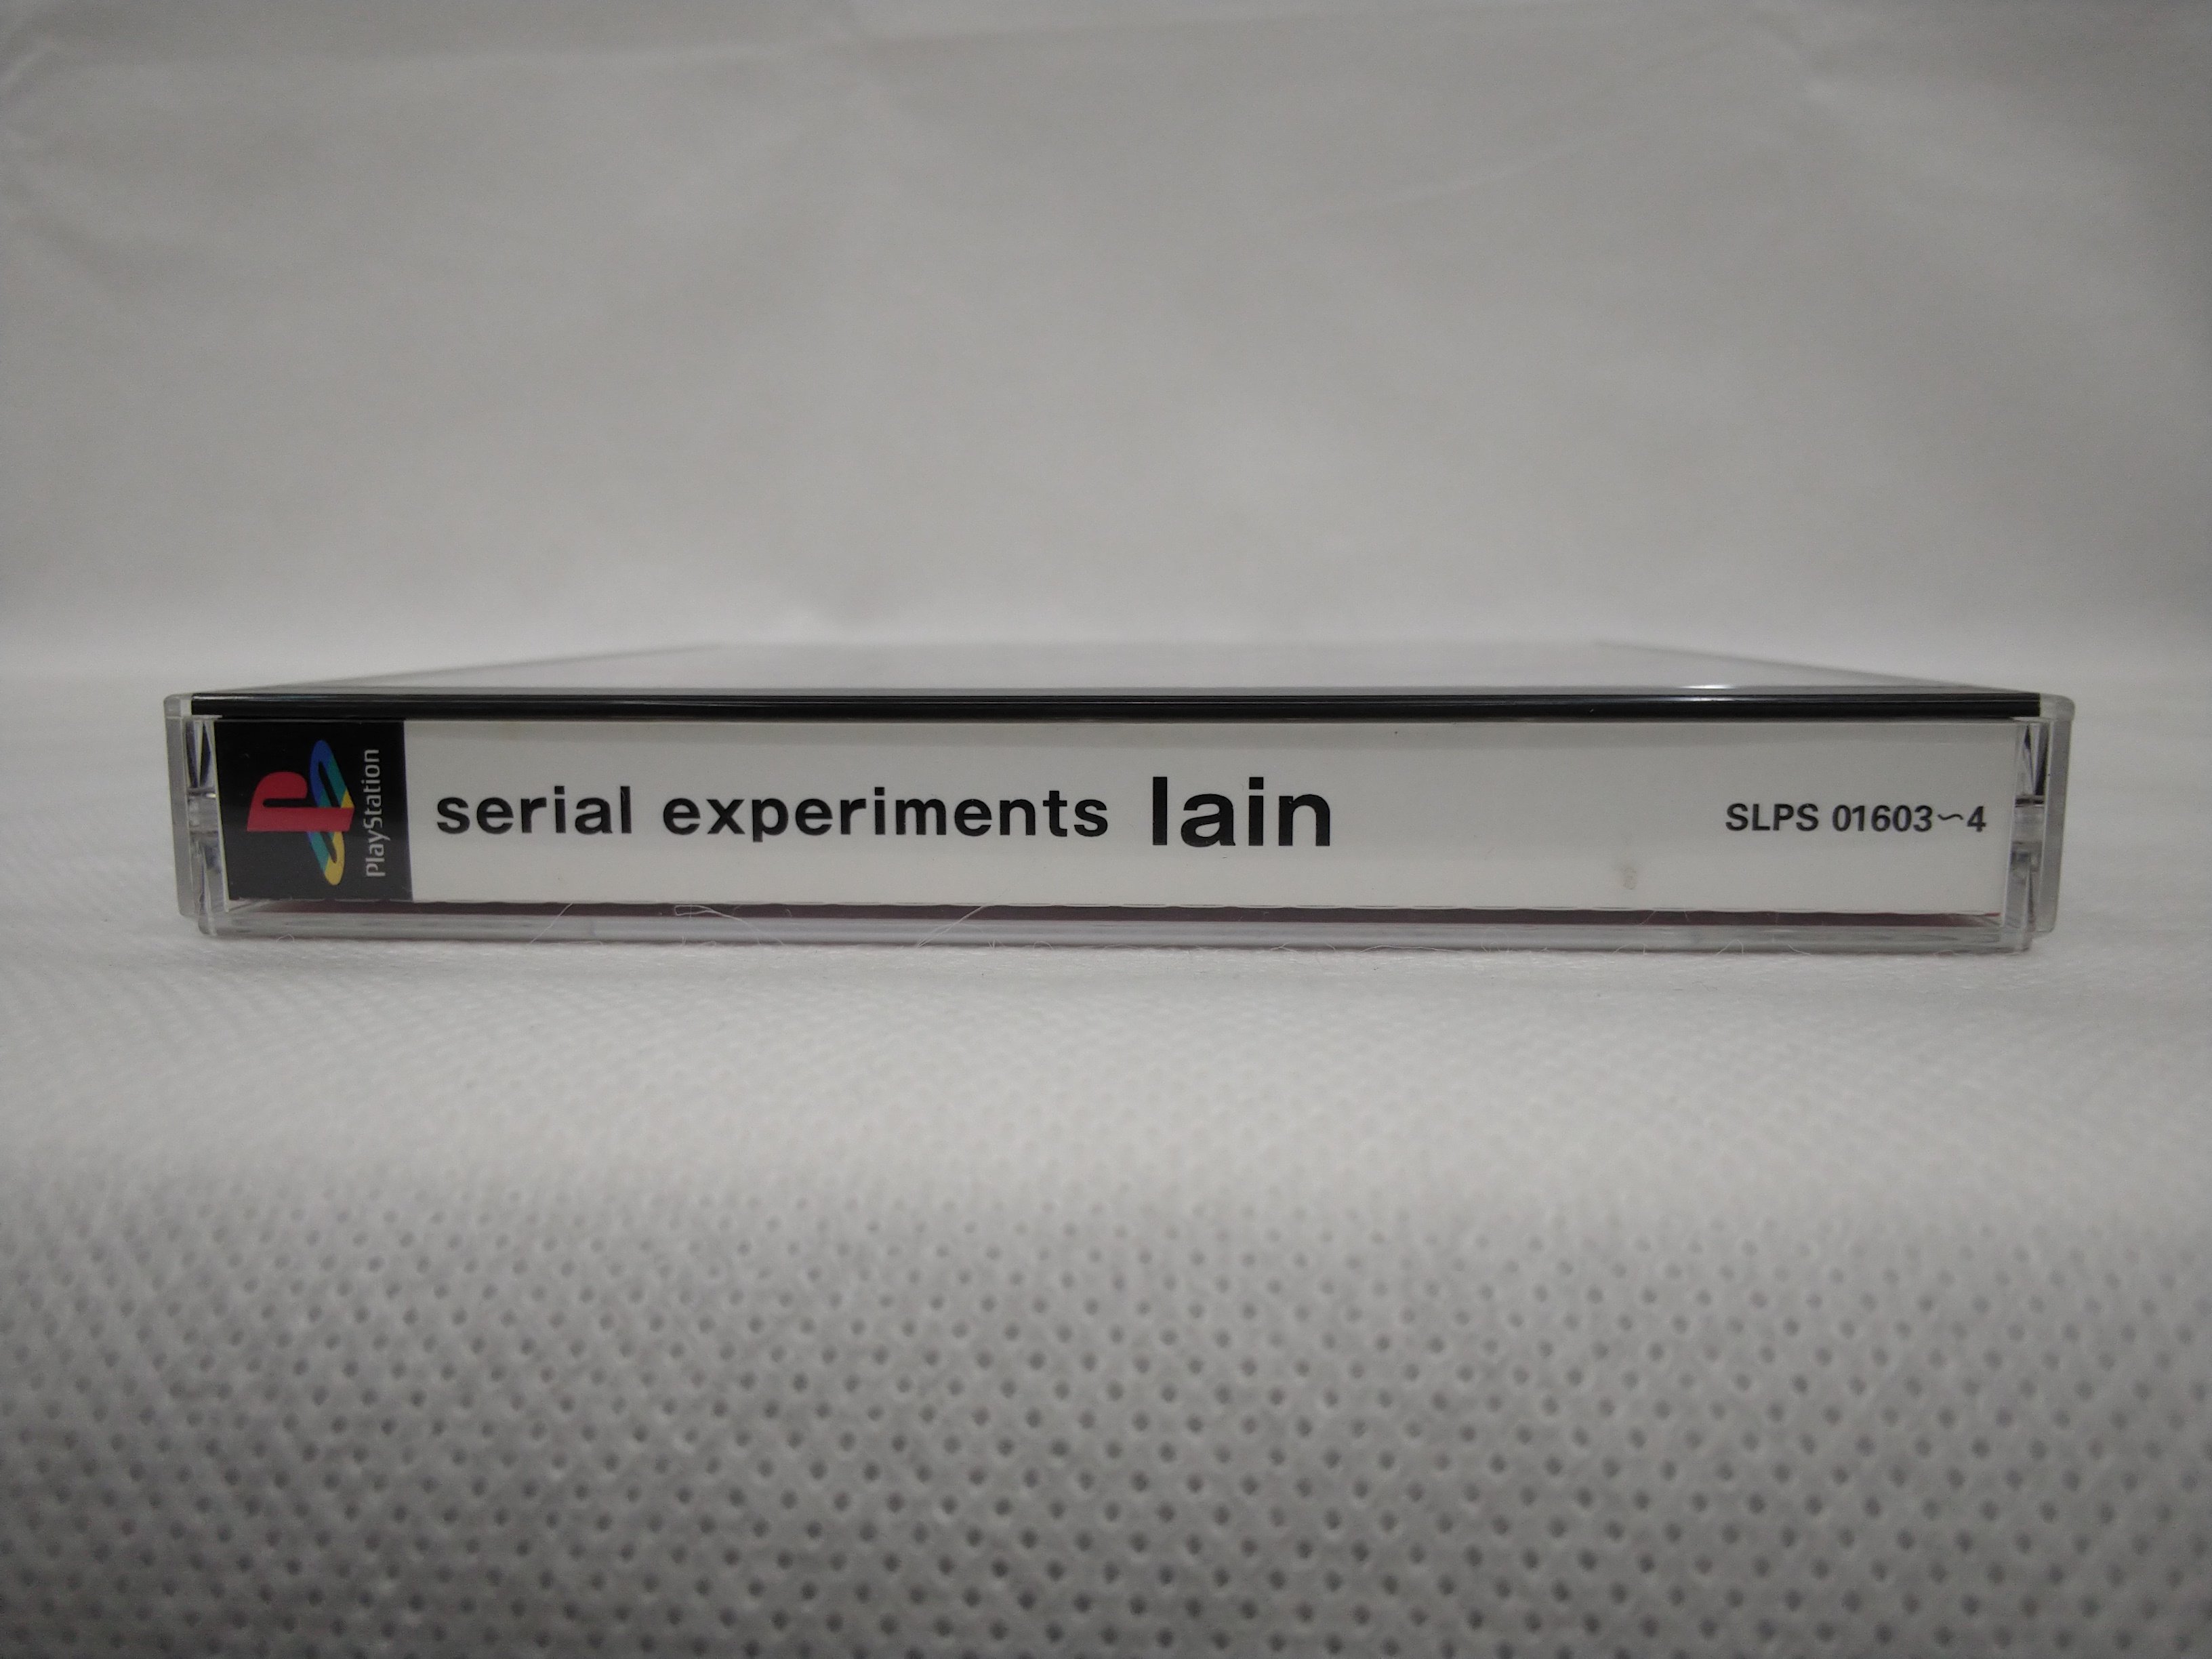 PlayStation
serial experiments lain
SLPS 01603〜4